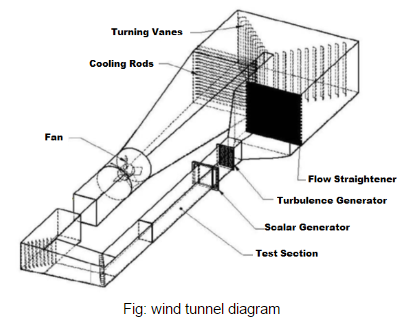 Turning Vanes
Cooling Rods
Fan
Flow Straightener
Turbulence Generator
Scalar Generator
Test Section
Fig: wind tunnel diagram